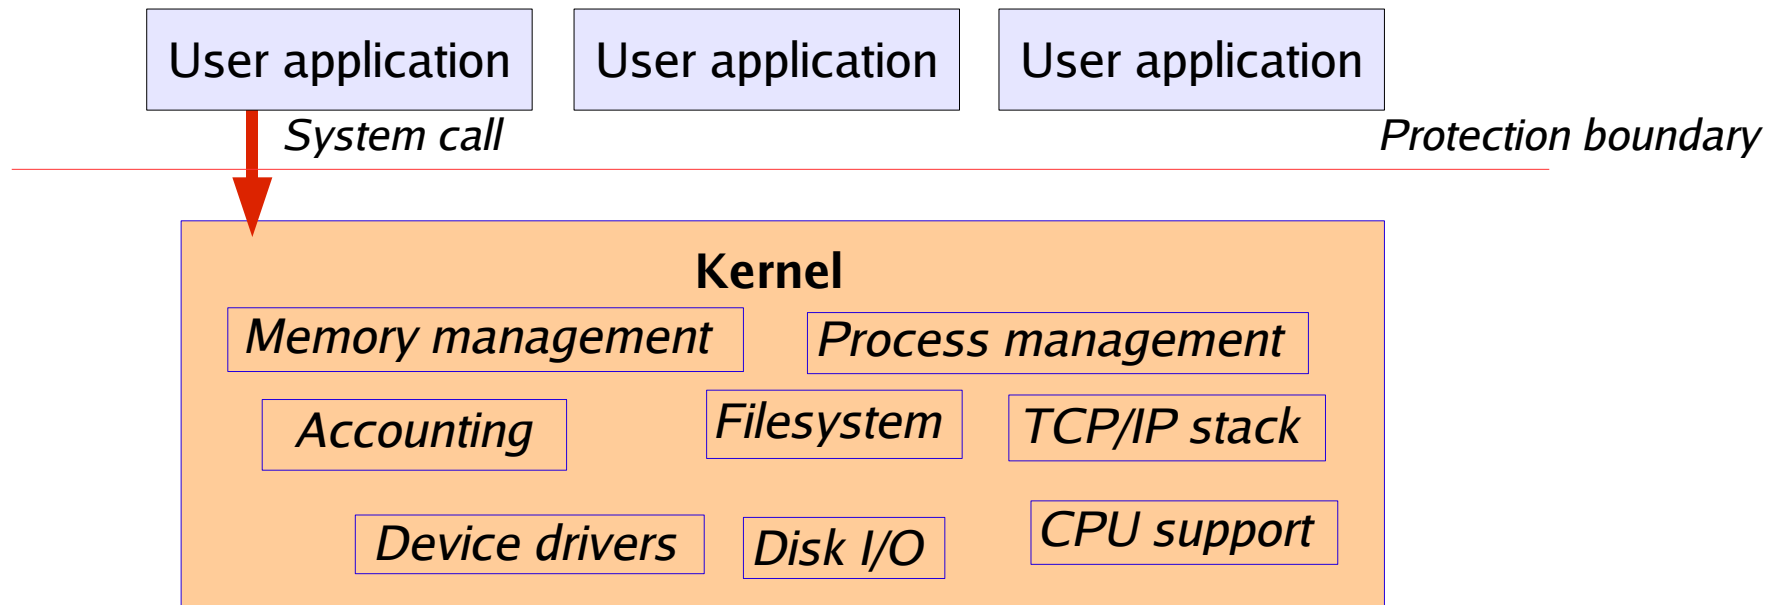 User application
User application
User application
System call
Protection boundary
Kernel
Memory management
Process management
Accounting
Filesystem
TCP/IP stack
Device drivers
Disk I/O
CPU support